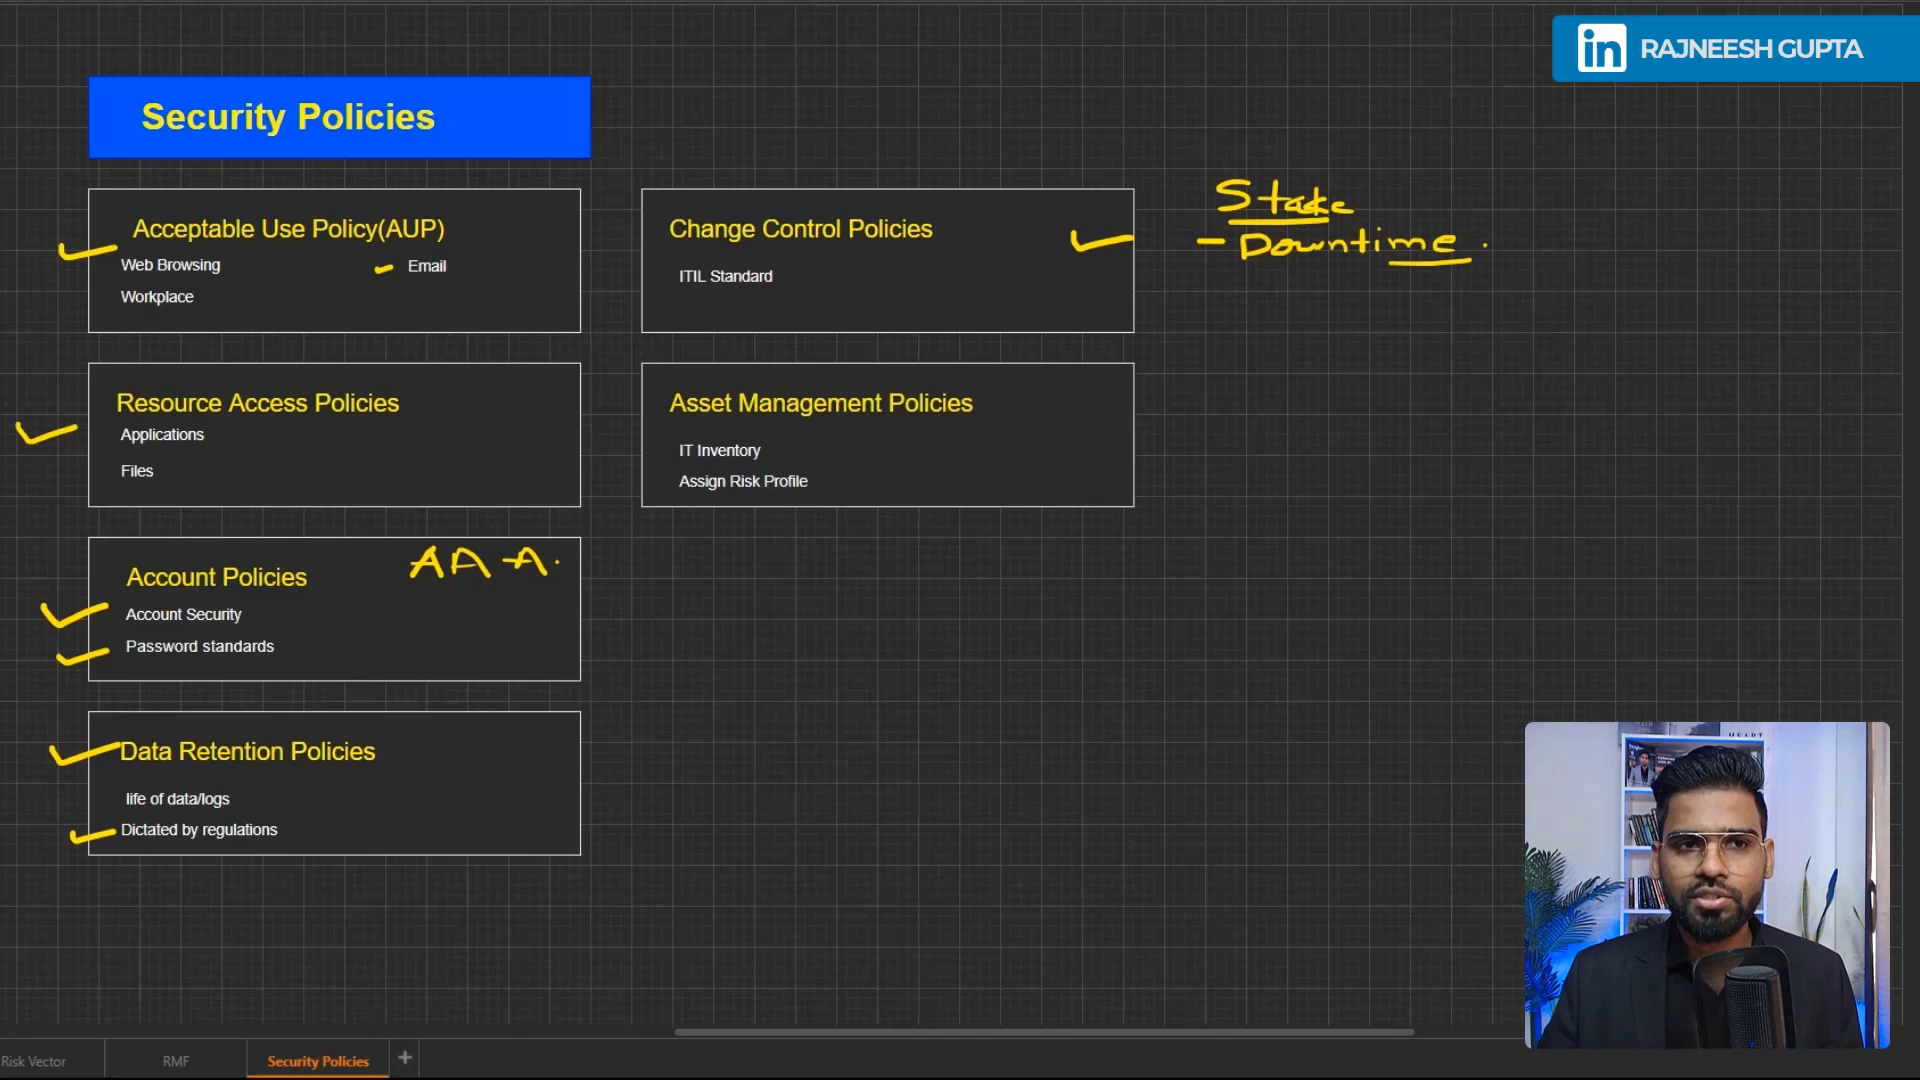 in RAJNEESH GUPTA
Security Policies
Acceptable Use Policy(AUP)
Web Browsing
Email
Workplace
Resource Access Policies
Applications
Files
Account Policies
AAA.
Account Security
Password standards
Data Retention Policies
life of data/logs
Dictated by regulations
Change Control Policies
ITIL Standard
Asset Management Policies
IT Inventory
Assign Risk Profile
- Downtime.
Risk Vector
RMF
Security Policies
+